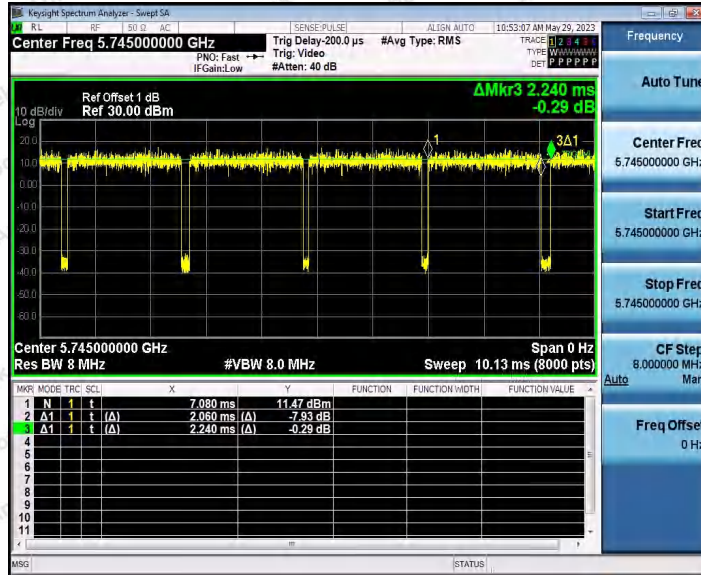 Keysight Spectrum Analyzer - Swept SA
RL RF 50 Ω AC SENSE:PULSE ALIGN AUTO 10:53:07 AM May 29, 2023
Center Freq 5.745000000 GHz
PNO: Fast
IFGain:Low
Trig Delay-200.0 µs
Trig: Video
#Atten: 40 dB
#Avg Type: RMS
TRACE 1 2 3 4 5 6
TYPE WWWWWW
DET P P P P P P
ΔMkr3 2.240 ms
-0.29 dB
Ref Offset 1 dB
10 dB/div Ref 30.00 dBm
Log
20.0
10.0
0.00
-10.0
-20.0
-30.0
-40.0
-50.0
-60.0
1
3Δ1
Center 5.745000000 GHz Span 0 Hz
Res BW 8 MHz #VBW 8.0 MHz Sweep 10.13 ms (8000 pts)
MKR MODE TRC SCL X Y FUNCTION FUNCTION WIDTH FUNCTION VALUE
1 N 1 t 7.080 ms 11.47 dBm
2 Δ1 1 t (Δ) 2.060 ms (Δ) -7.93 dB
3 Δ1 1 t (Δ) 2.240 ms (Δ) -0.29 dB
4
5
6
7
8
9
10
11
MSG STATUS
Frequency
Auto Tune
Center Freq
5.745000000 GHz
Start Freq
5.745000000 GHz
Stop Freq
5.745000000 GHz
CF Step
8.000000 MHz
Auto Man
Freq Offset
0 Hz